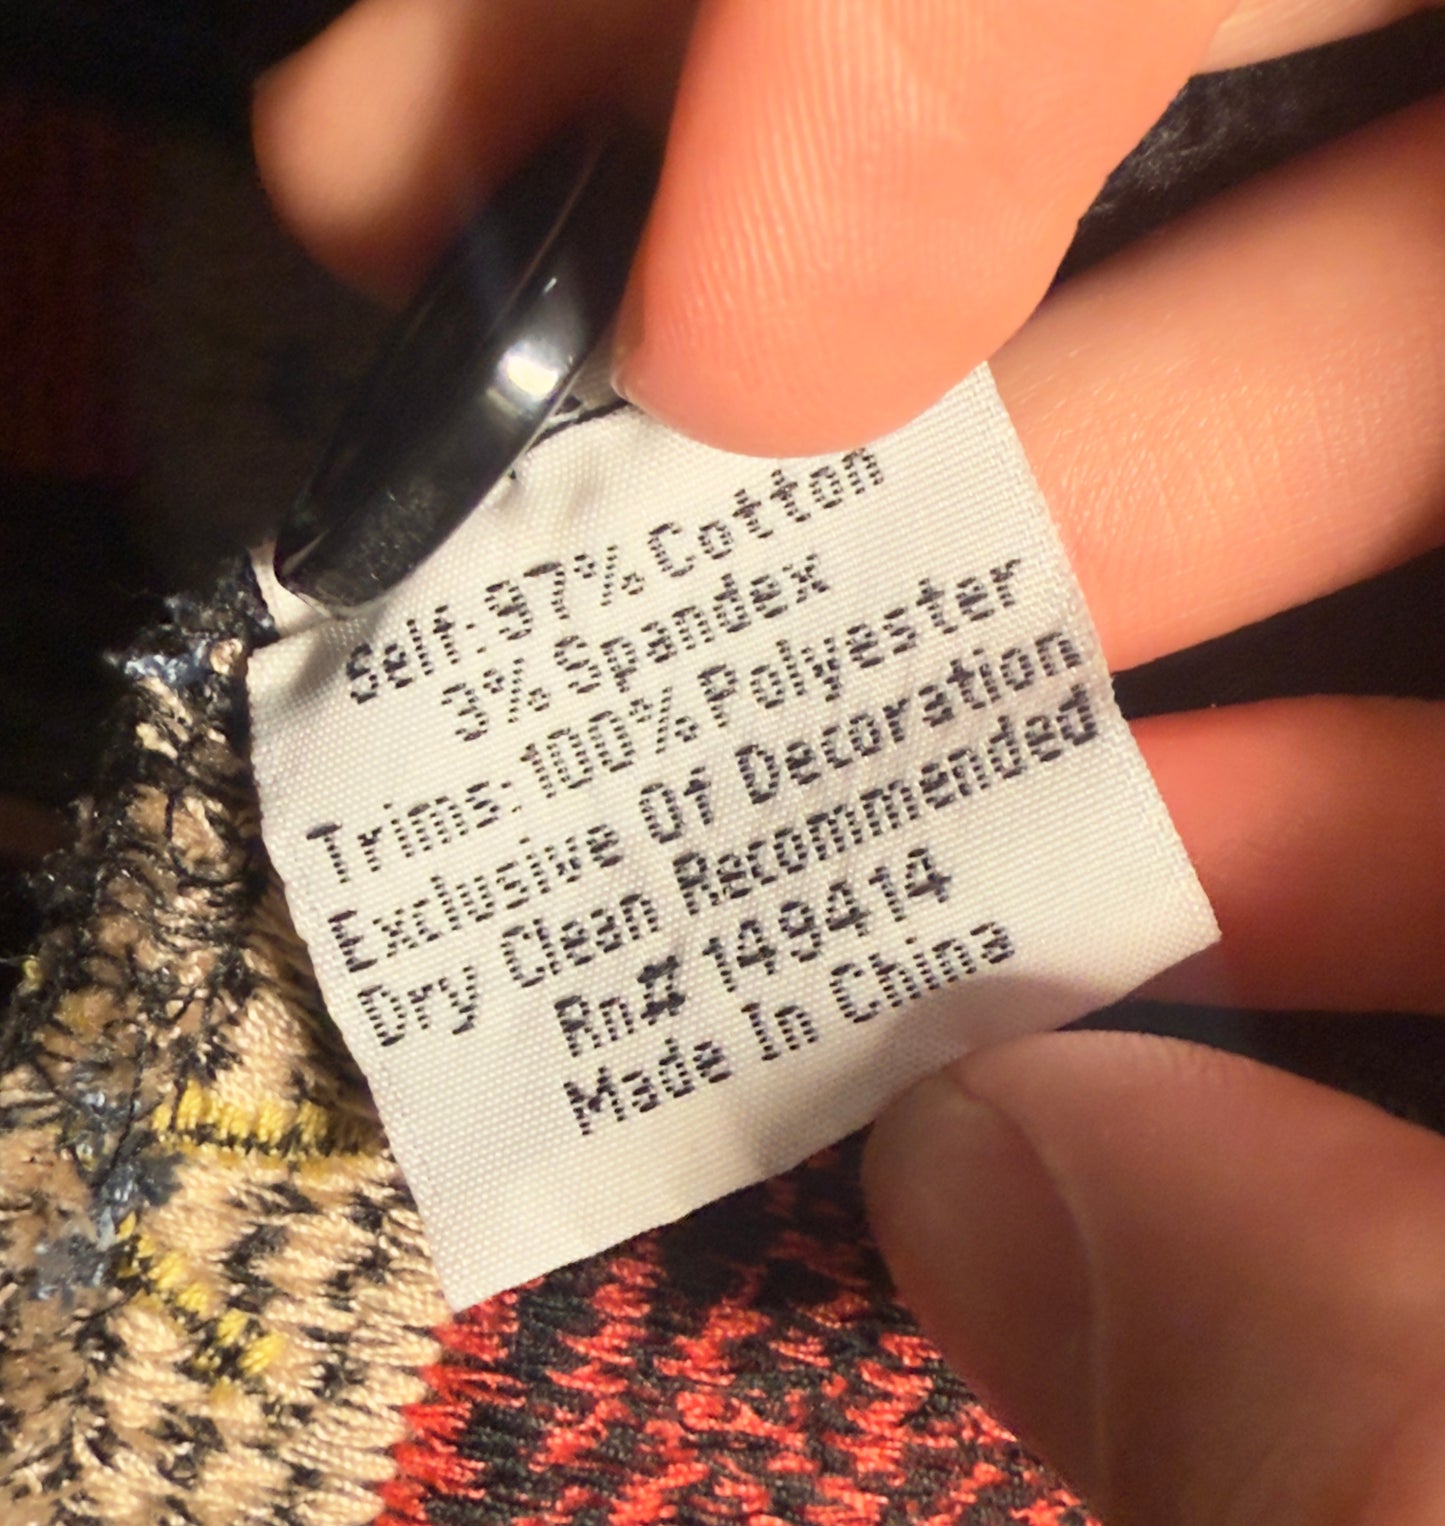 Self: 97% Cotton
3% Spandex
Trims: 100% Polyester
Exclusive Of Decoration
Dry Clean Recommended
Rn# 149414
Made In China